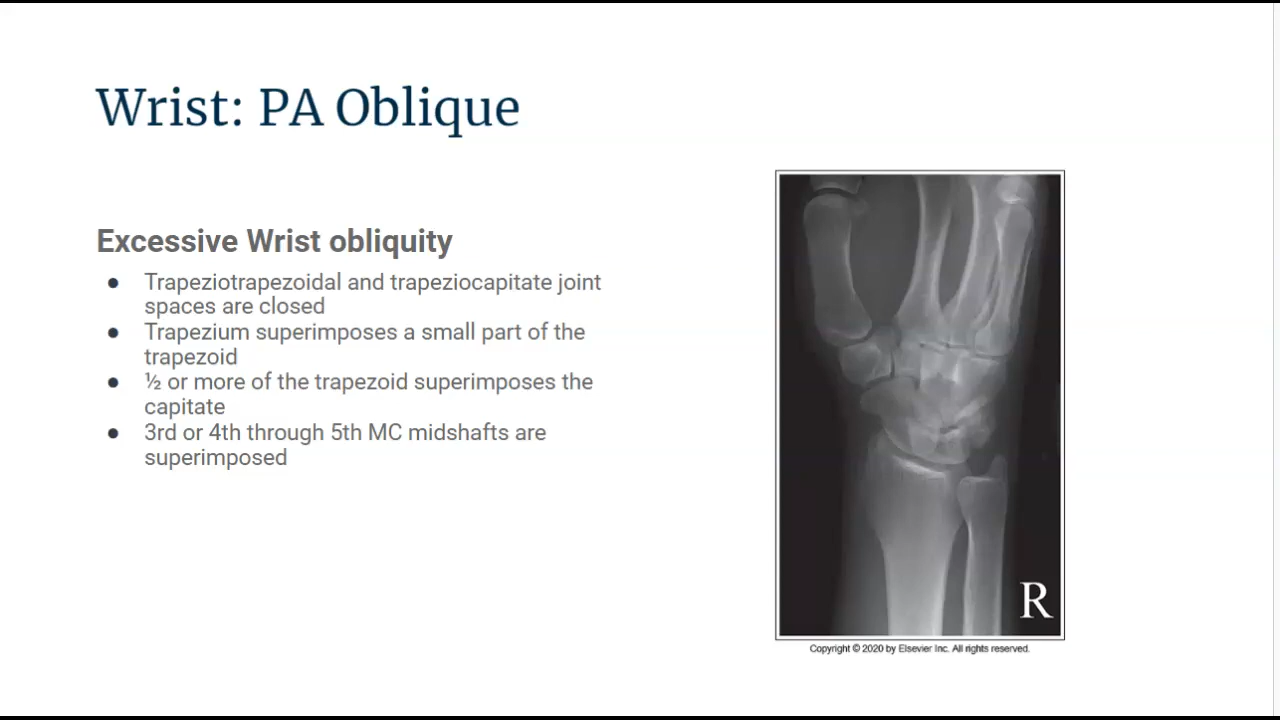 Wrist: PA Oblique
Excessive Wrist obliquity
● Trapeziotrapezoidal and trapeziocapitate joint
spaces are closed
● Trapezium superimposes a small part of the
trapezoid
● ½ or more of the trapezoid superimposes the
capitate
● 3rd or 4th through 5th MC midshafts are
superimposed
R
Copyright © 2020 by Elsevier Inc. All rights reserved.